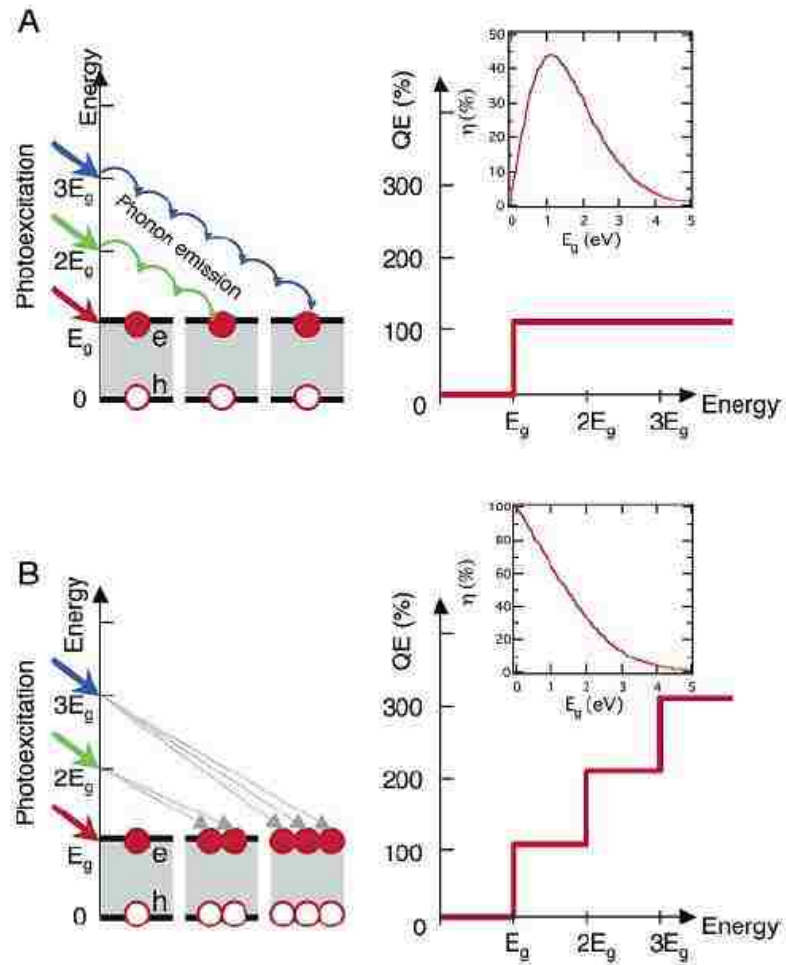 A
Energy
Photoexcitation
3Eg
2Eg
Eg
0
Phonon emission
e
h
QE (%)
300
200
100
0
Eg
2Eg
3Eg
Energy
η (%)
50
40
30
20
10
0
0 1 2 3 4 5
Eg (eV)
B
Energy
Photoexcitation
3Eg
2Eg
Eg
0
e
h
QE (%)
300
200
100
0
Eg
2Eg
3Eg
Energy
η (%)
100
80
60
40
20
0
0 1 2 3 4 5
Eg (eV)